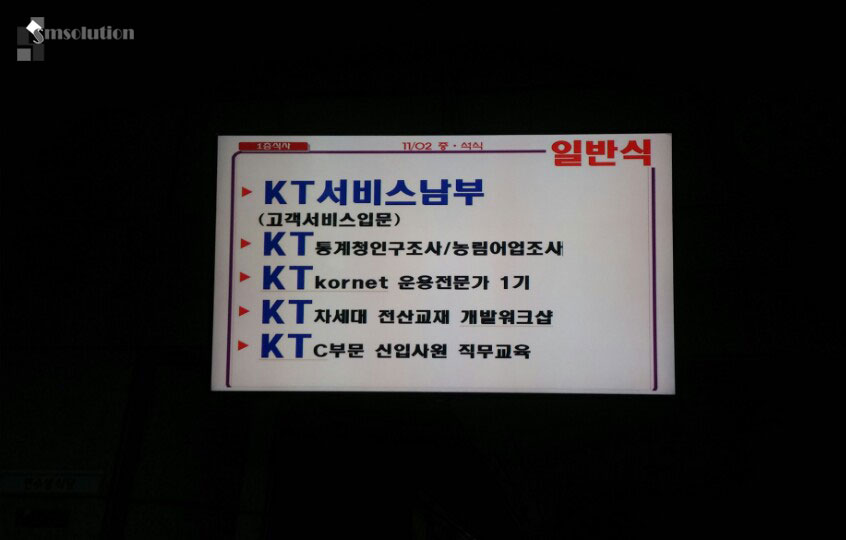 smsolution
1층식사
11/02 중·석식
일반식
KT서비스남부
(고객서비스입문)
KT통계청인구조사/농림어업조사
KT kornet 운용전문가 1기
KT차세대 전산교재 개발워크샵
KT C부문 신입사원 직무교육